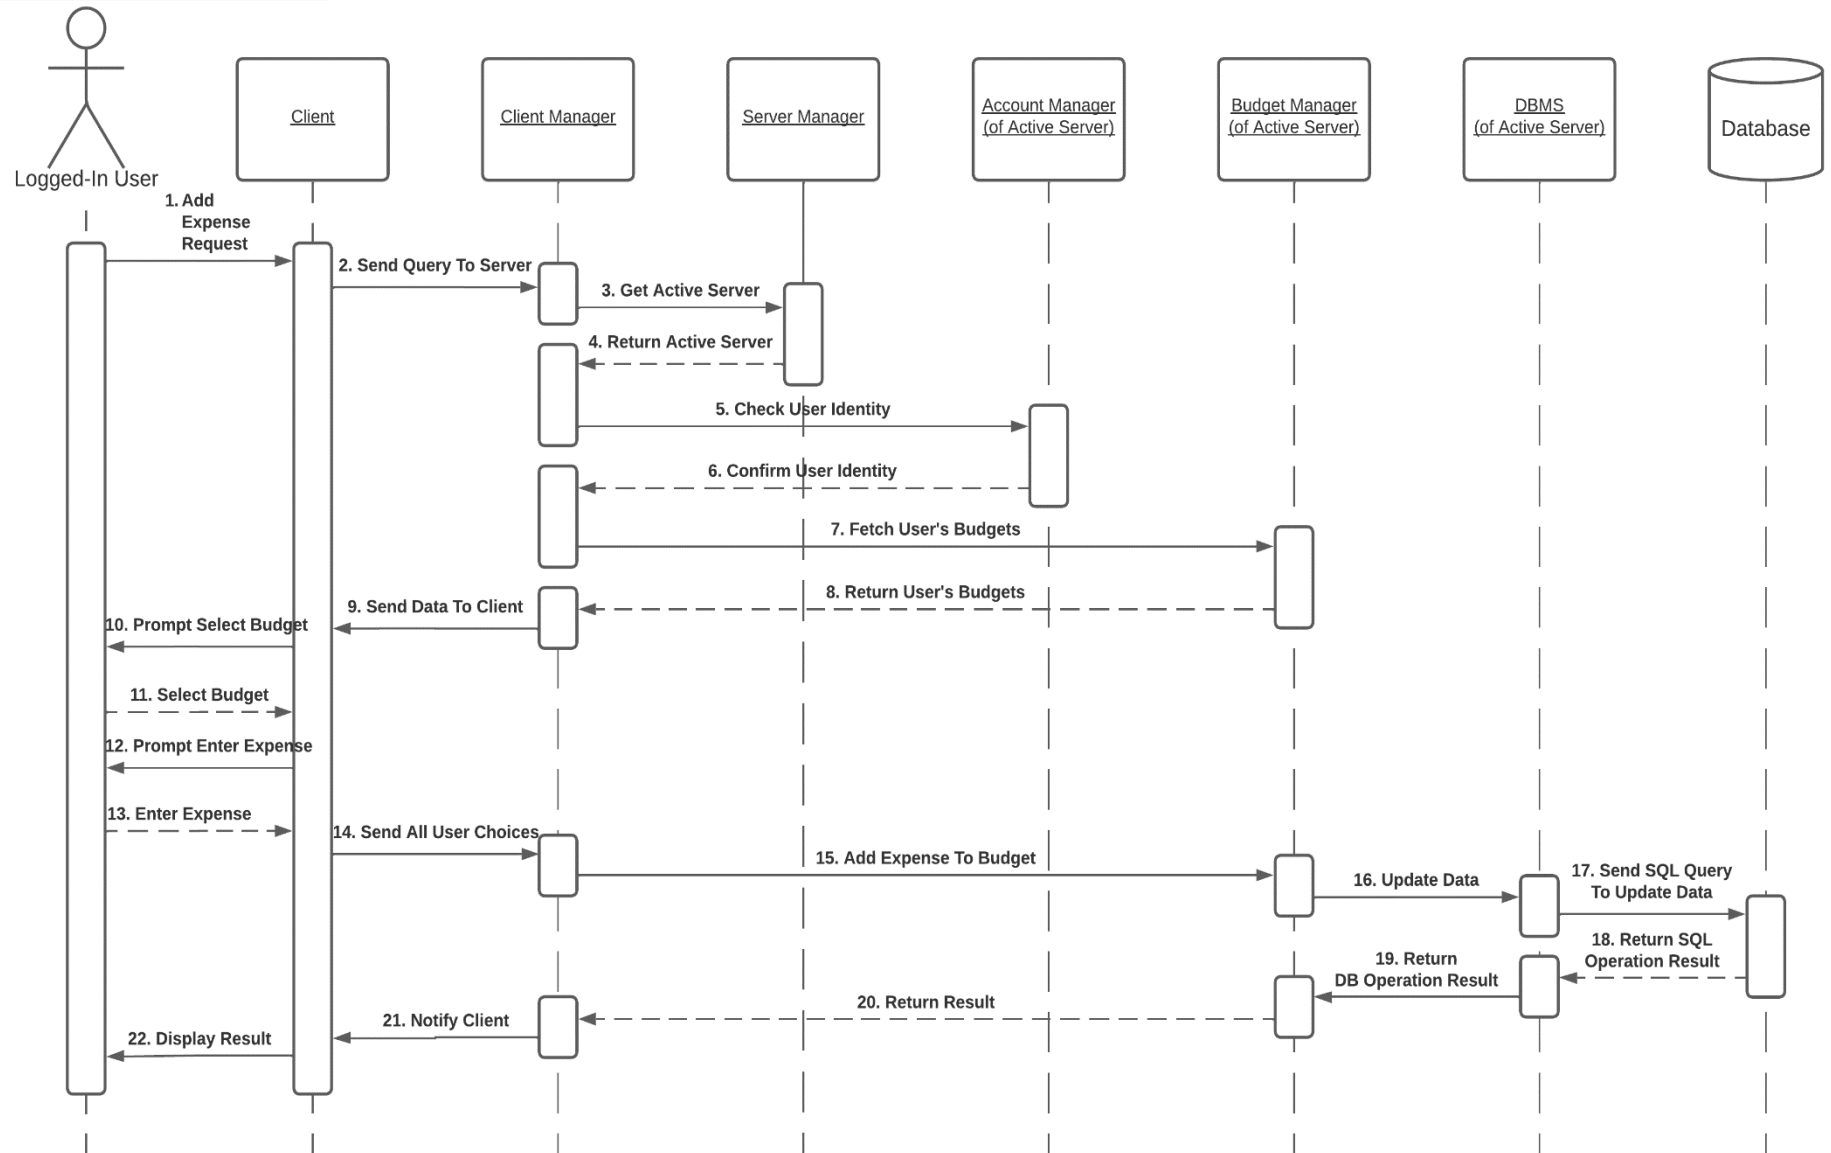 Logged-In User
Client
Client Manager
Server Manager
Account Manager
(of Active Server)
Budget Manager
(of Active Server)
DBMS
(of Active Server)
Database
1. Add
Expense
Request
2. Send Query To Server
3. Get Active Server
4. Return Active Server
5. Check User Identity
6. Confirm User Identity
7. Fetch User's Budgets
8. Return User's Budgets
9. Send Data To Client
10. Prompt Select Budget
11. Select Budget
12. Prompt Enter Expense
13. Enter Expense
14. Send All User Choices
15. Add Expense To Budget
16. Update Data
17. Send SQL Query
To Update Data
18. Return SQL
Operation Result
19. Return
DB Operation Result
20. Return Result
21. Notify Client
22. Display Result